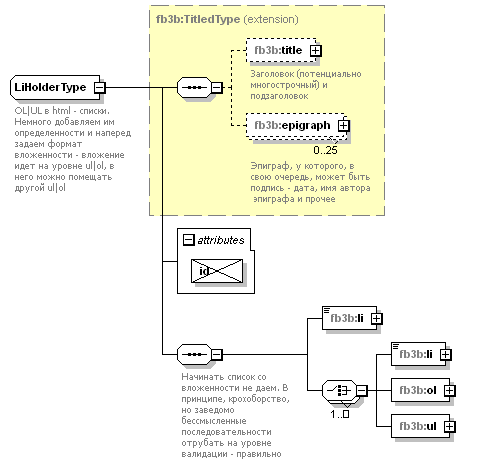 fb3b:TitledType (extension)
fb3b:title
Заголовок (потенциально
многострочный) и
подзаголовок
LiHolderType
OL|UL в html - списки.
Немного добавляем им
определенности и наперед
задаем формат
вложенности - вложение
идет на уровне ul|ol, в
него можно помещать
другой ul|ol
fb3b:epigraph
0..25
Эпиграф, у которого, в
свою очередь, может быть
подпись - дата, имя автора
эпиграфа и прочее
attributes
id
fb3b:li
Начинать список со
вложенности не даем. В
принципе, крохоборство,
но заведомо
бессмысленные
последовательности
отрубать на уровне
валидации - правильно
fb3b:li
fb3b:ol
1..0
fb3b:ul